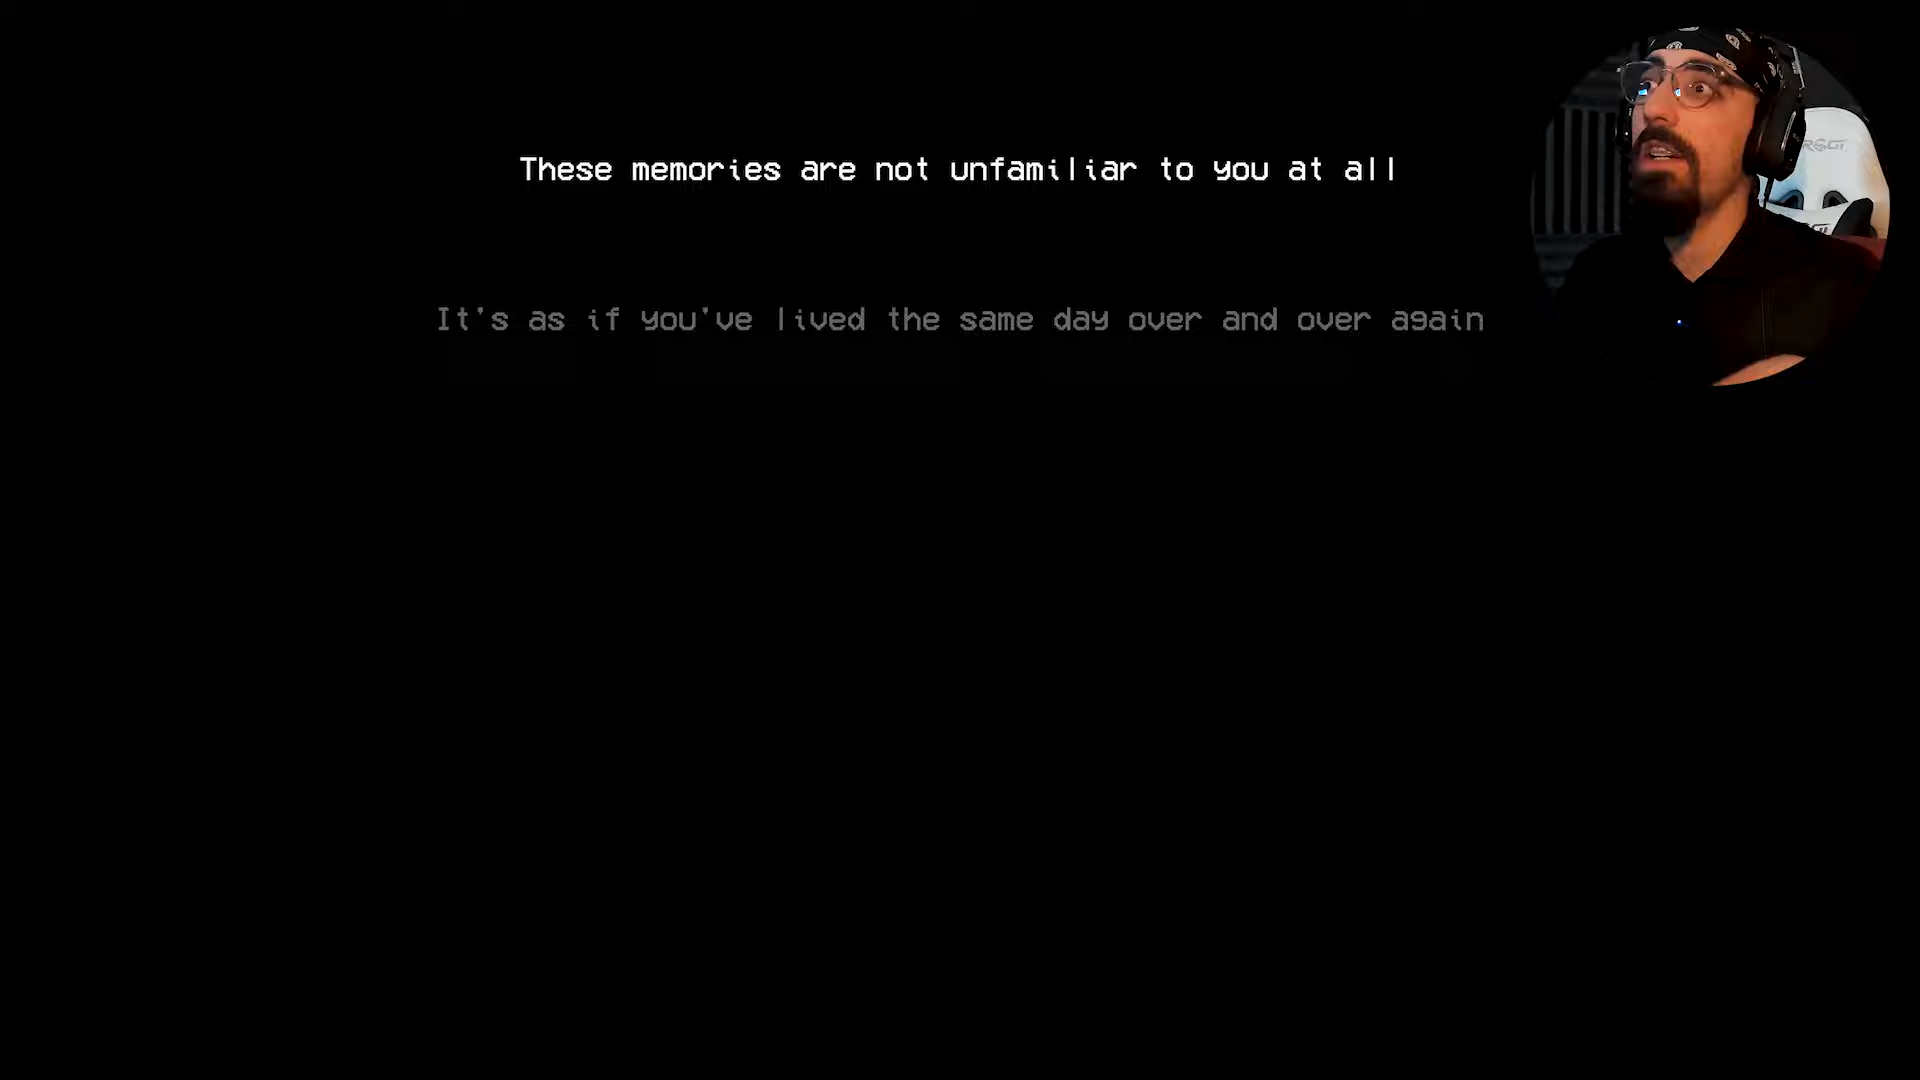 These memories are not unfamiliar to you at all
It's as if you've lived the same day over and over again